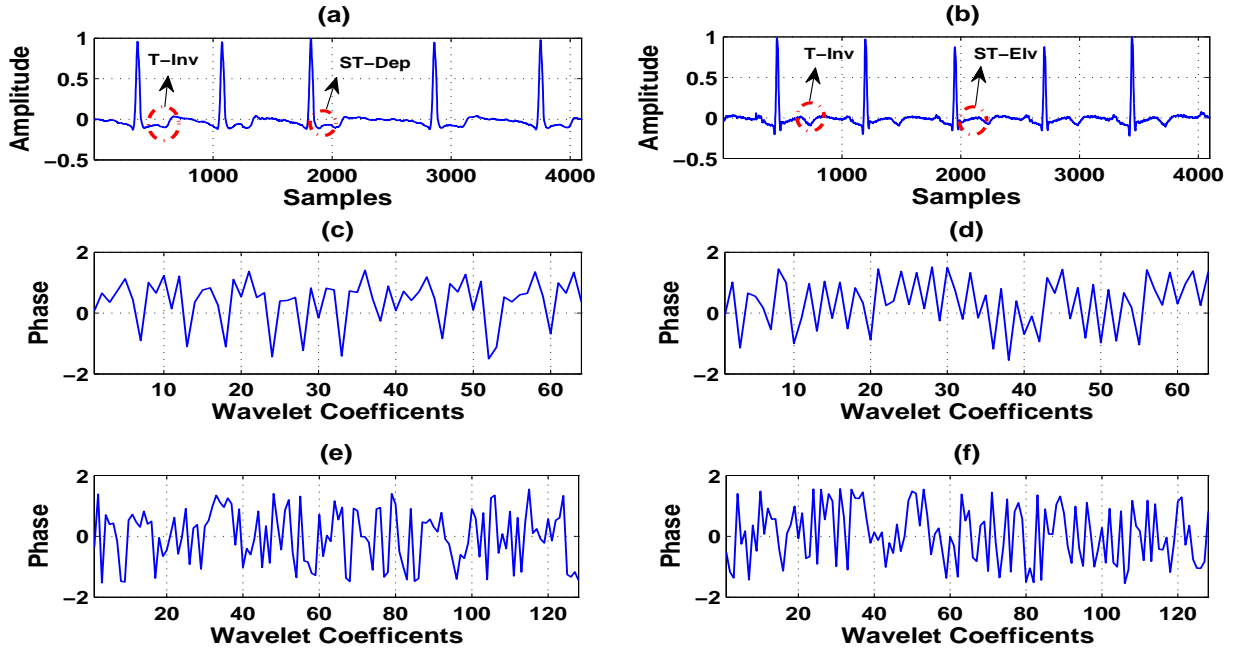 (a)
(b)
Amplitude
1
0.5
0
−0.5
T−Inv
ST−Dep
1000
2000
3000
4000
Samples
Amplitude
1
0.5
0
−0.5
T−Inv
ST−Elv
1000
2000
3000
4000
Samples
(c)
(d)
Phase
2
0
−2
10
20
30
40
50
60
Wavelet Coefficents
Phase
2
0
−2
10
20
30
40
50
60
Wavelet Coefficents
(e)
(f)
Phase
2
0
−2
20
40
60
80
100
120
Wavelet Coefficents
Phase
2
0
−2
20
40
60
80
100
120
Wavelet Coefficents